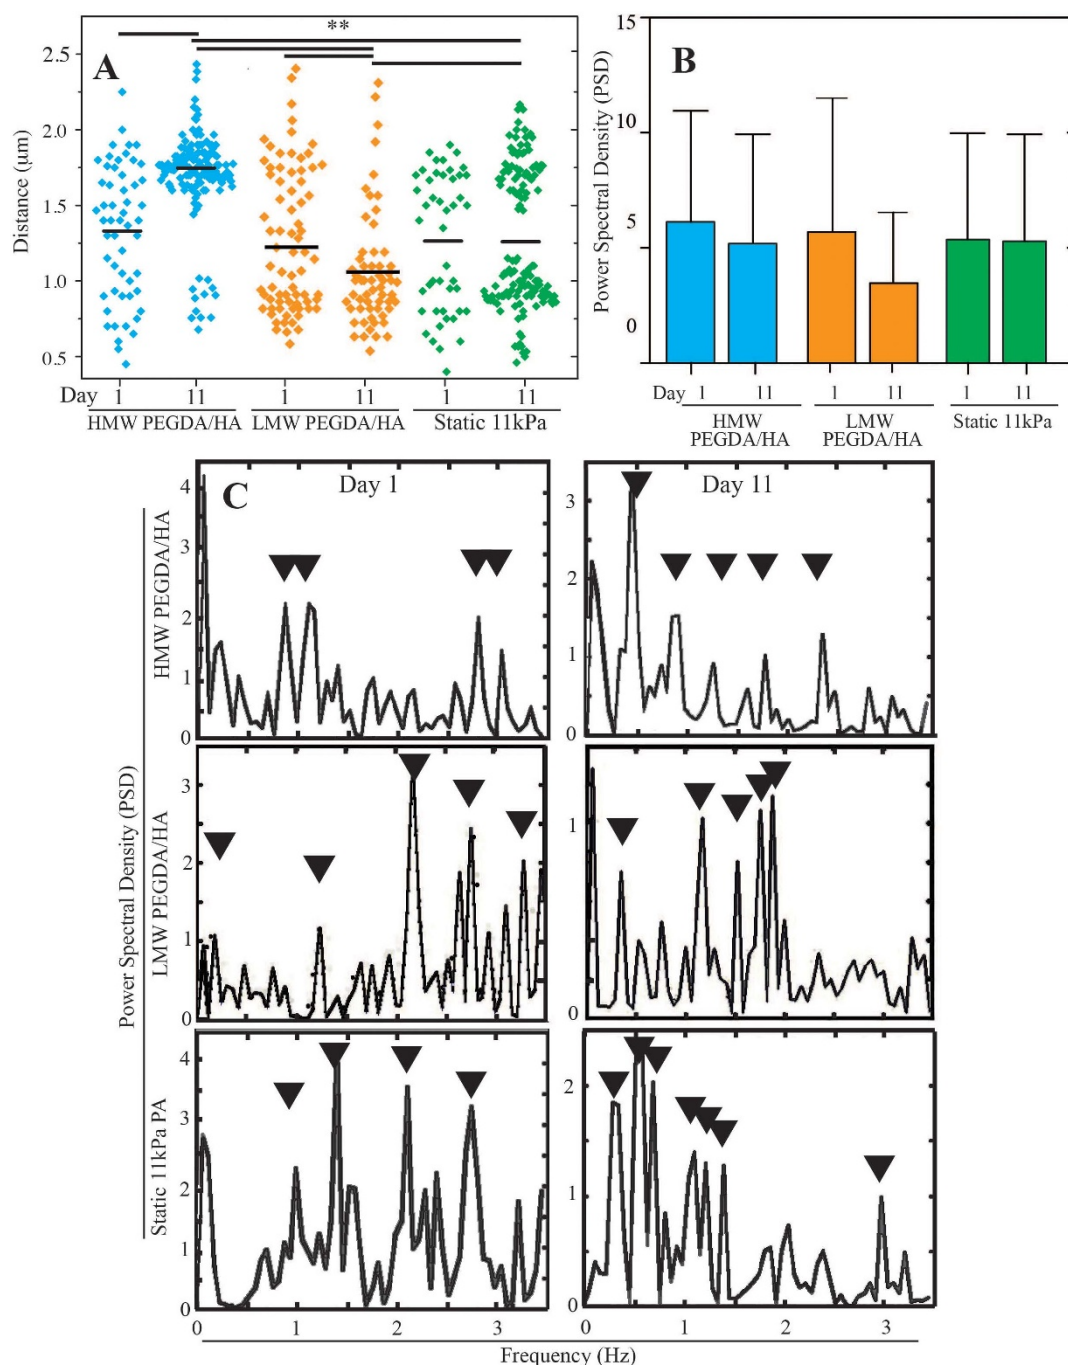 A
**
Distance (μm)
2.5
2.0
1.5
1.0
0.5
Day 1 11 1 11 1 11
HMW PEGDA/HA LMW PEGDA/HA Static 11kPa
B
Power Spectral Density (PSD)
15
10
5
0
Day 1 11 1 11 1 11
HMW PEGDA/HA
LMW PEGDA/HA
Static 11kPa
C
Day 1
Day 11
Power Spectral Density (PSD)
HMW PEGDA/HA
4
3
2
1
0
3
2
1
0
LMW PEGDA/HA
3
2
1
0
1
0
Static 11kPa PA
4
3
2
1
0
2
1
0
0 1 2 3
0 1 2 3
Frequency (Hz)